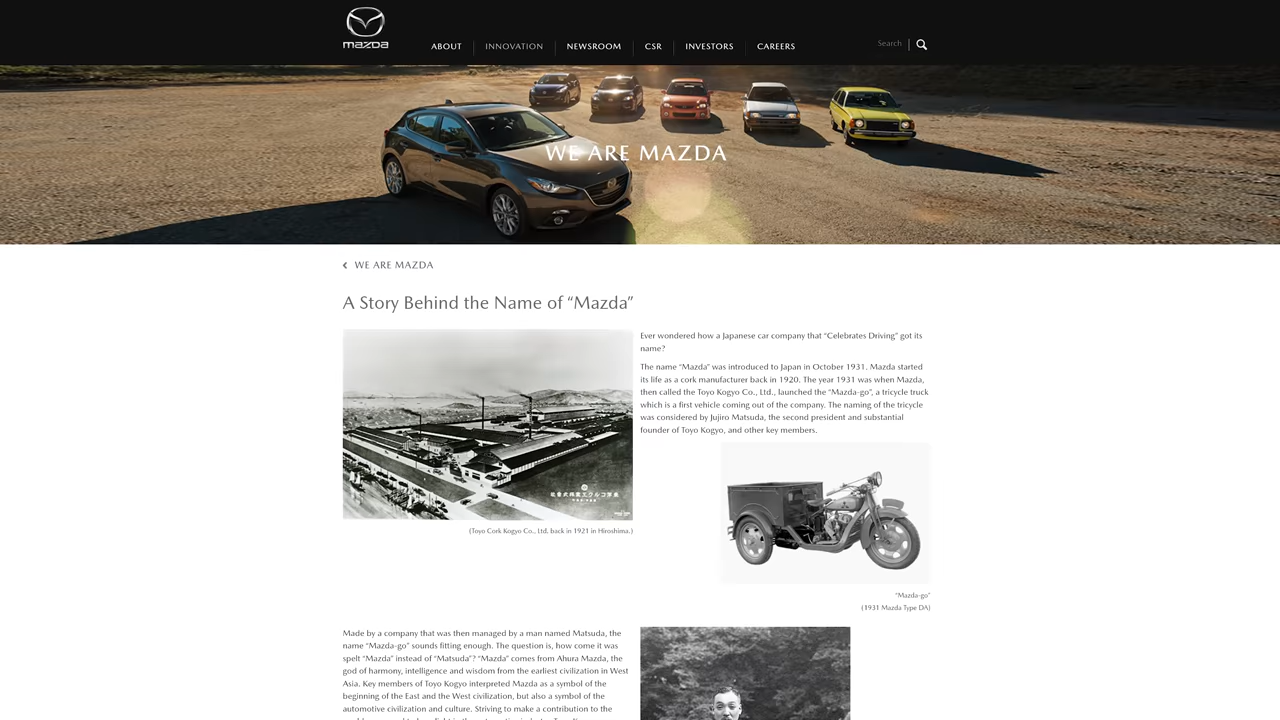 mazda
ABOUT
INNOVATION
NEWSROOM
CSR
INVESTORS
CAREERS
Search
WE ARE MAZDA
WE ARE MAZDA
A Story Behind the Name of “Mazda”
Ever wondered how a Japanese car company that “Celebrates Driving” got its
name?
The name “Mazda” was introduced to Japan in October 1931. Mazda started
its life as a cork manufacturer back in 1920. The year 1931 was when Mazda,
then called the Toyo Kogyo Co., Ltd., launched the “Mazda-go”, a tricycle truck
which is a first vehicle coming out of the company. The naming of the tricycle
was considered by Jujiro Matsuda, the second president and substantial
founder of Toyo Kogyo, and other key members.
(Toyo Cork Kogyo Co., Ltd. back in 1921 in Hiroshima.)
“Mazda-go”
(1931 Mazda Type DA)
Made by a company that was then managed by a man named Matsuda, the
name “Mazda-go” sounds fitting enough. The question is, how come it was
spelt “Mazda” instead of “Matsuda”? “Mazda” comes from Ahura Mazda, the
god of harmony, intelligence and wisdom from the earliest civilization in West
Asia. Key members of Toyo Kogyo interpreted Mazda as a symbol of the
beginning of the East and the West civilization, but also a symbol of the
automotive civilization and culture. Striving to make a contribution to the